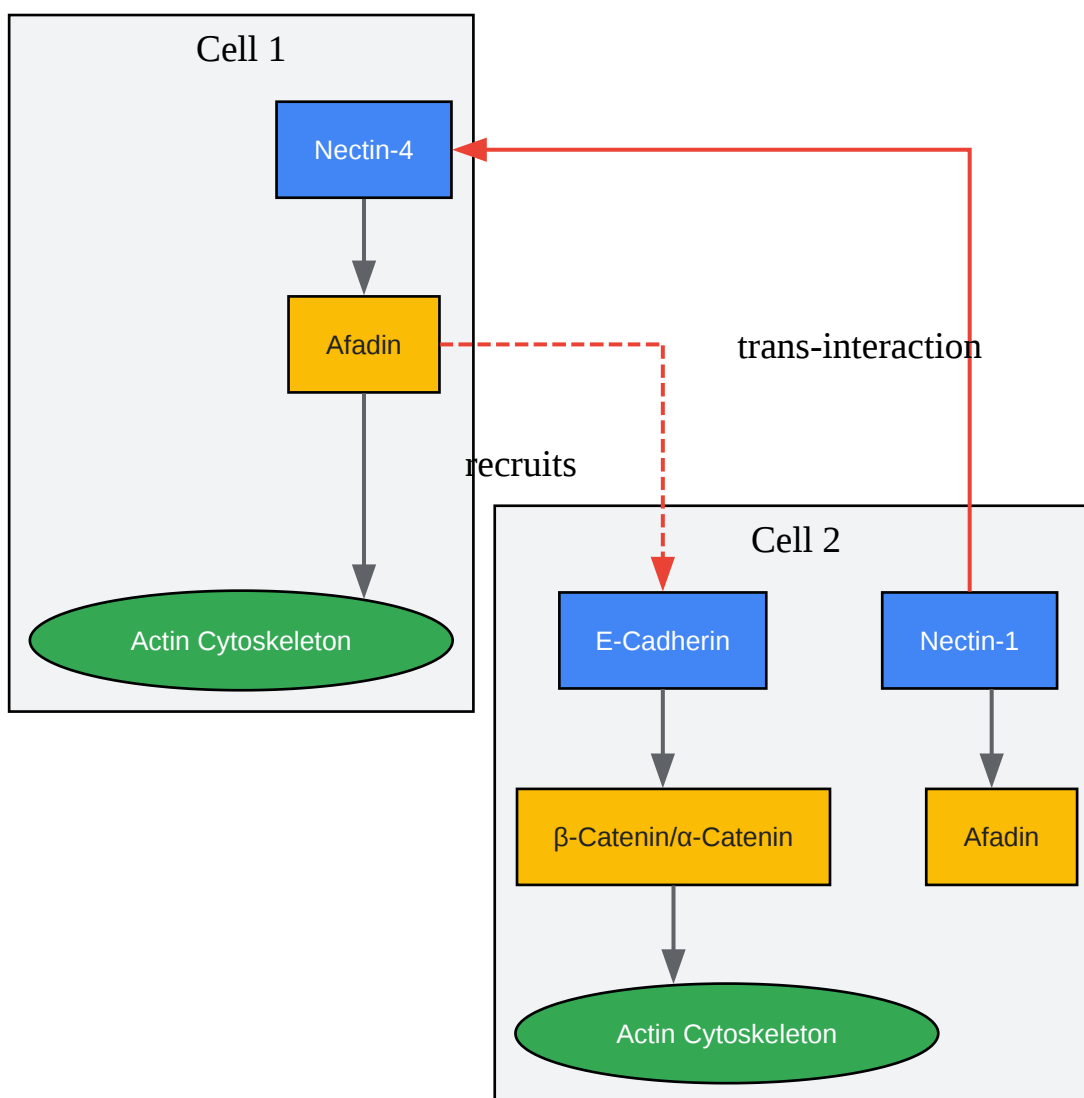 Cell 1
Nectin-4
Afadin
trans-interaction
recruits
Cell 2
Actin Cytoskeleton
E-Cadherin
Nectin-1
β-Catenin/α-Catenin
Afadin
Actin Cytoskeleton